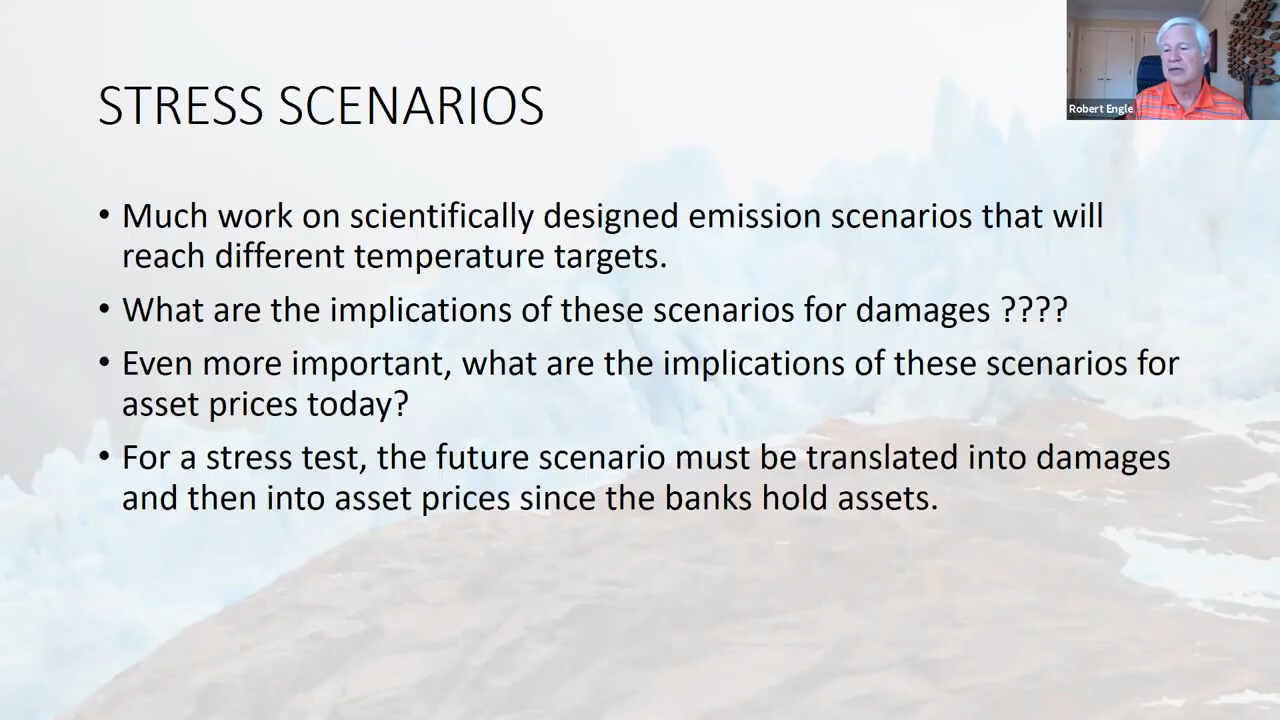 STRESS SCENARIOS
Robert Engle
• Much work on scientifically designed emission scenarios that will
reach different temperature targets.
• What are the implications of these scenarios for damages ????
• Even more important, what are the implications of these scenarios for
asset prices today?
• For a stress test, the future scenario must be translated into damages
and then into asset prices since the banks hold assets.